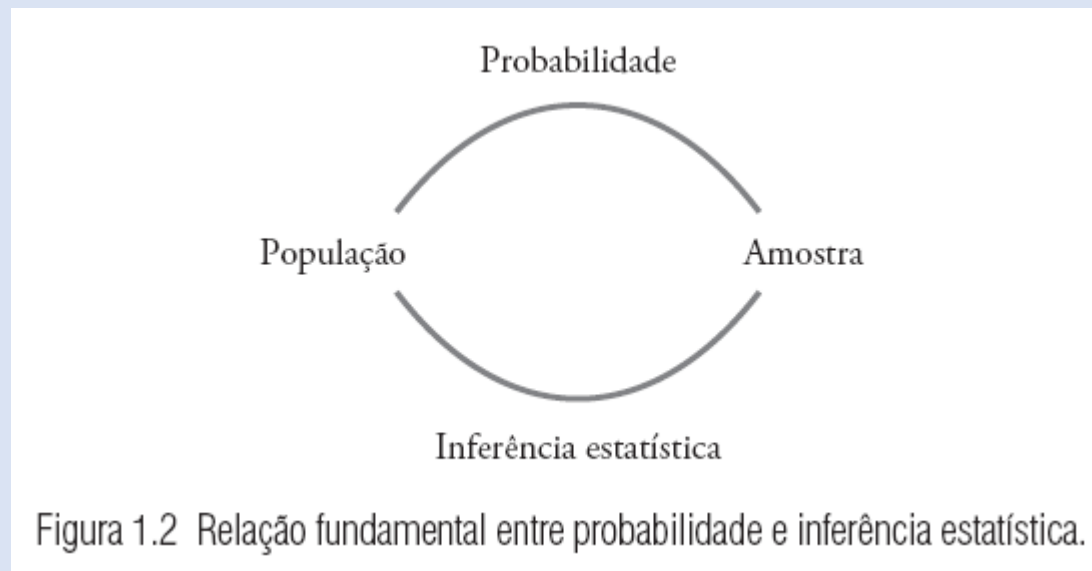 Probabilidade
População
Amostra
Inferência estatística
Figura 1.2 Relação fundamental entre probabilidade e inferência estatística.